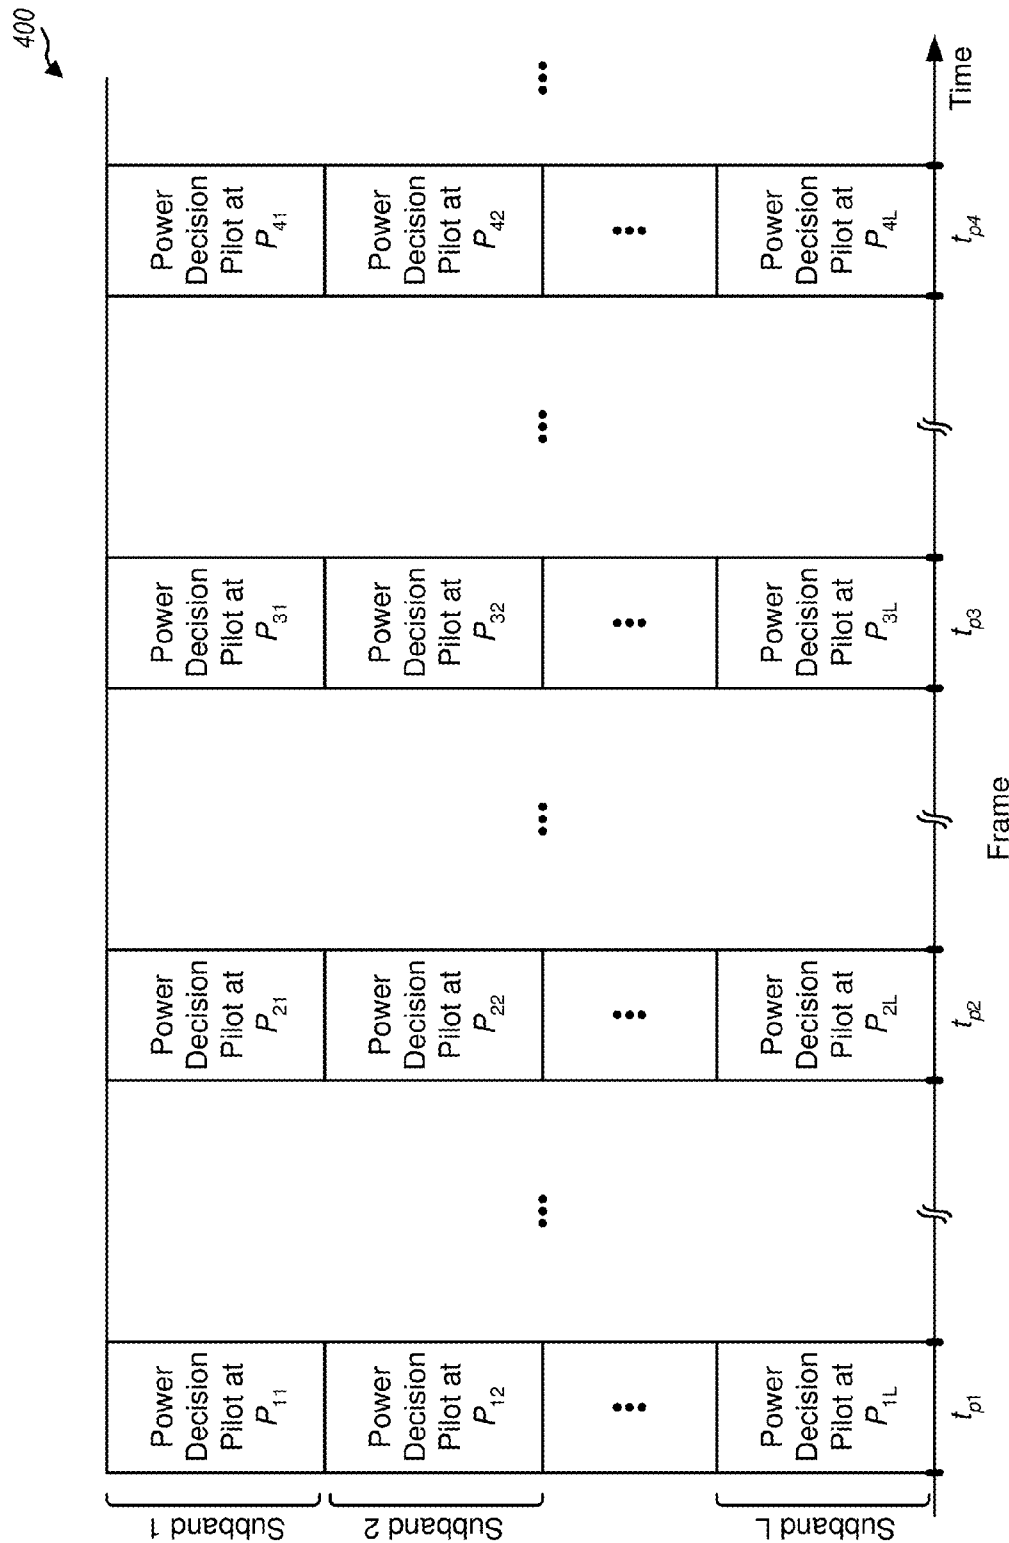 400
Subband 1
Power
Decision
Pilot at
P11
Power
Decision
Pilot at
P21
Power
Decision
Pilot at
P31
Power
Decision
Pilot at
P41
Subband 2
Power
Decision
Pilot at
P12
Power
Decision
Pilot at
P22
Power
Decision
Pilot at
P32
Power
Decision
Pilot at
P42
Subband L
Power
Decision
Pilot at
P1L
Power
Decision
Pilot at
P2L
Power
Decision
Pilot at
P3L
Power
Decision
Pilot at
P4L
tp1
tp2
tp3
tp4
Time
Frame